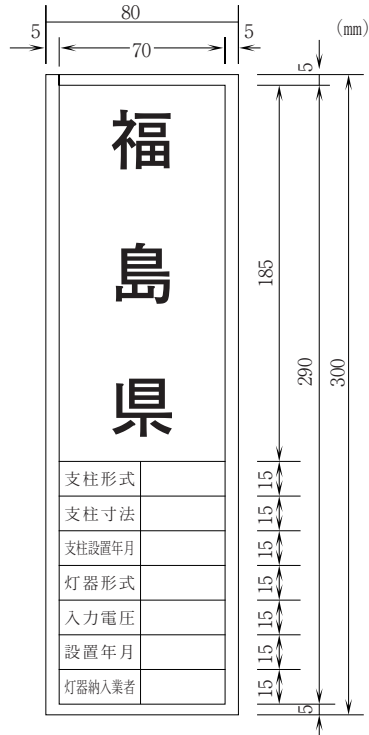 80
5
70
5
(mm)
5
福
島
県
185
290
300
支柱形式
15
支柱寸法
15
支柱設置年月
15
灯器形式
15
入力電圧
15
設置年月
15
灯器納入業者
15
5